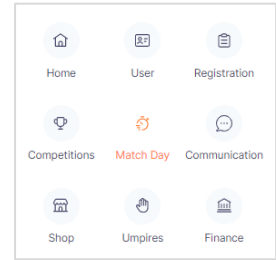 Home User Registration
Competitions Match Day Communication
Shop Umpires Finance